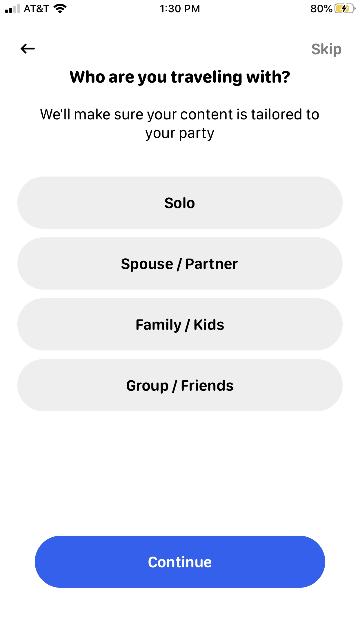 AT&T 1:30 PM 80%
Skip
Who are you traveling with?
We'll make sure your content is tailored to
your party
Solo
Spouse / Partner
Family / Kids
Group / Friends
Continue